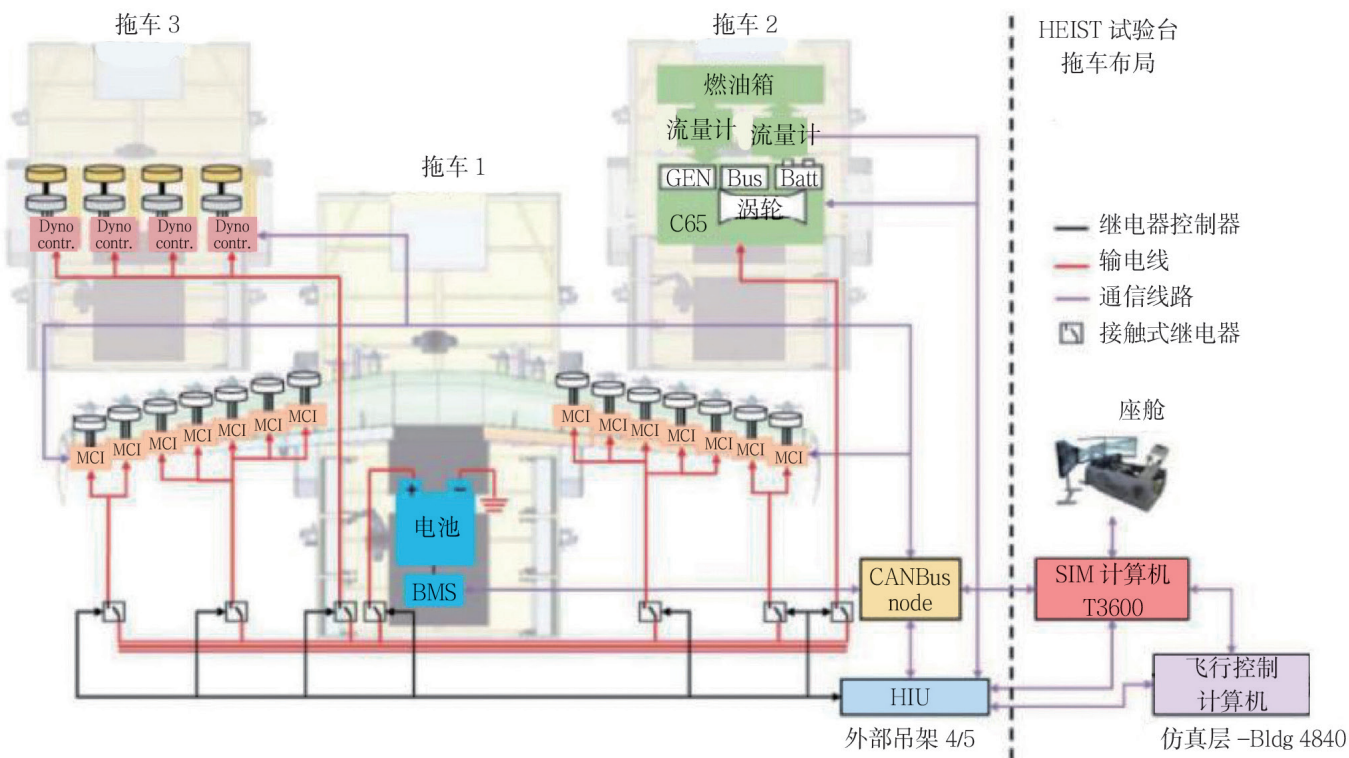 拖车 3
拖车 2
HEIST 试验台
拖车布局
燃油箱
流量计
流量计
拖车 1
GEN
Bus
Batt
涡轮
C65
Dyno
contr.
Dyno
contr.
Dyno
contr.
Dyno
contr.
继电器控制器
输电线
通信线路
接触式继电器
MCI
MCI
MCI
MCI
MCI
MCI
MCI
MCI
MCI
MCI
MCI
MCI
MCI
MCI
座舱
+
−
电池
BMS
CANBus
node
SIM 计算机
T3600
HIU
飞行控制
计算机
外部吊架 4/5
仿真层 –Bldg 4840